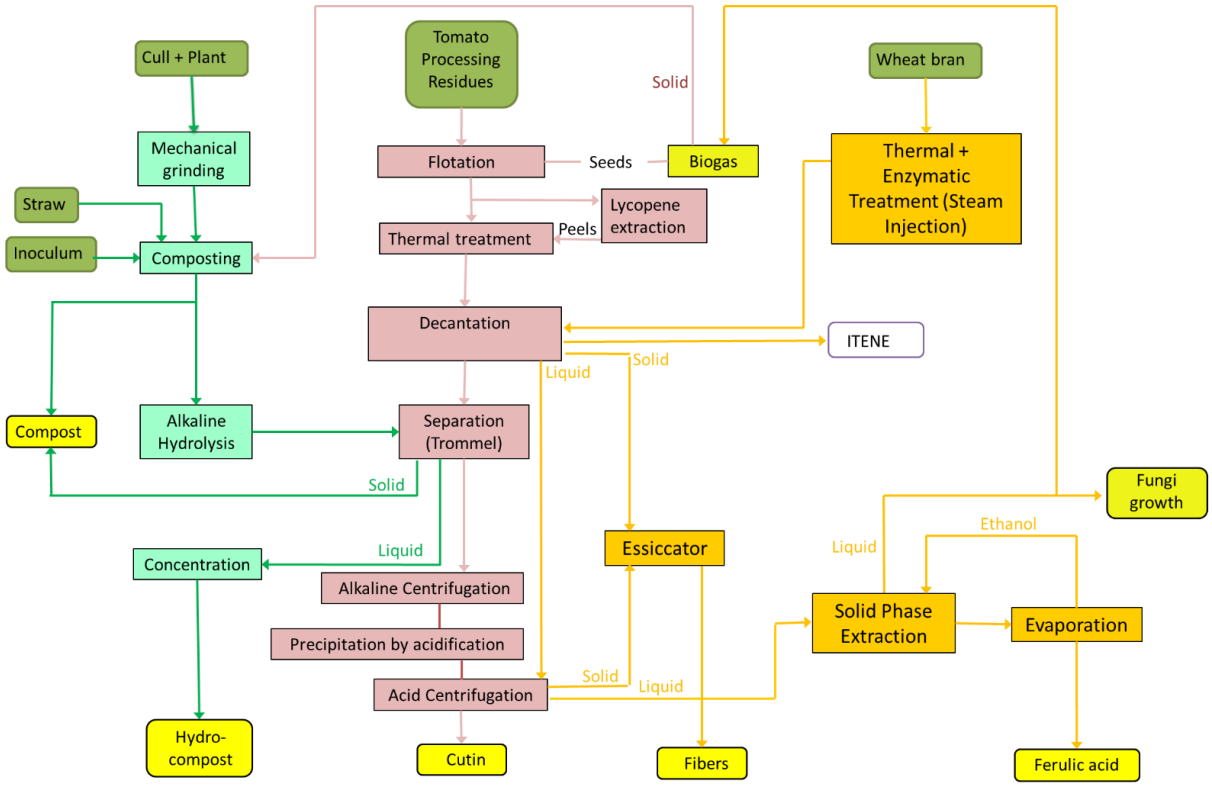 Tomato
Processing
Residues
Cull + Plant
Wheat bran
Solid
Mechanical
grinding
Flotation
Seeds
Biogas
Thermal +
Enzymatic
Treatment (Steam
Injection)
Straw
Lycopene
extraction
Peels
Thermal treatment
Inoculum
Composting
Decantation
ITENE
Solid
Liquid
Compost
Alkaline
Hydrolysis
Separation
(Trommel)
Solid
Fungi
growth
Ethanol
Liquid
Liquid
Essiccator
Concentration
Alkaline Centrifugation
Solid Phase
Extraction
Evaporation
Precipitation by acidification
Solid
Liquid
Acid Centrifugation
Hydro-
compost
Cutin
Fibers
Ferulic acid